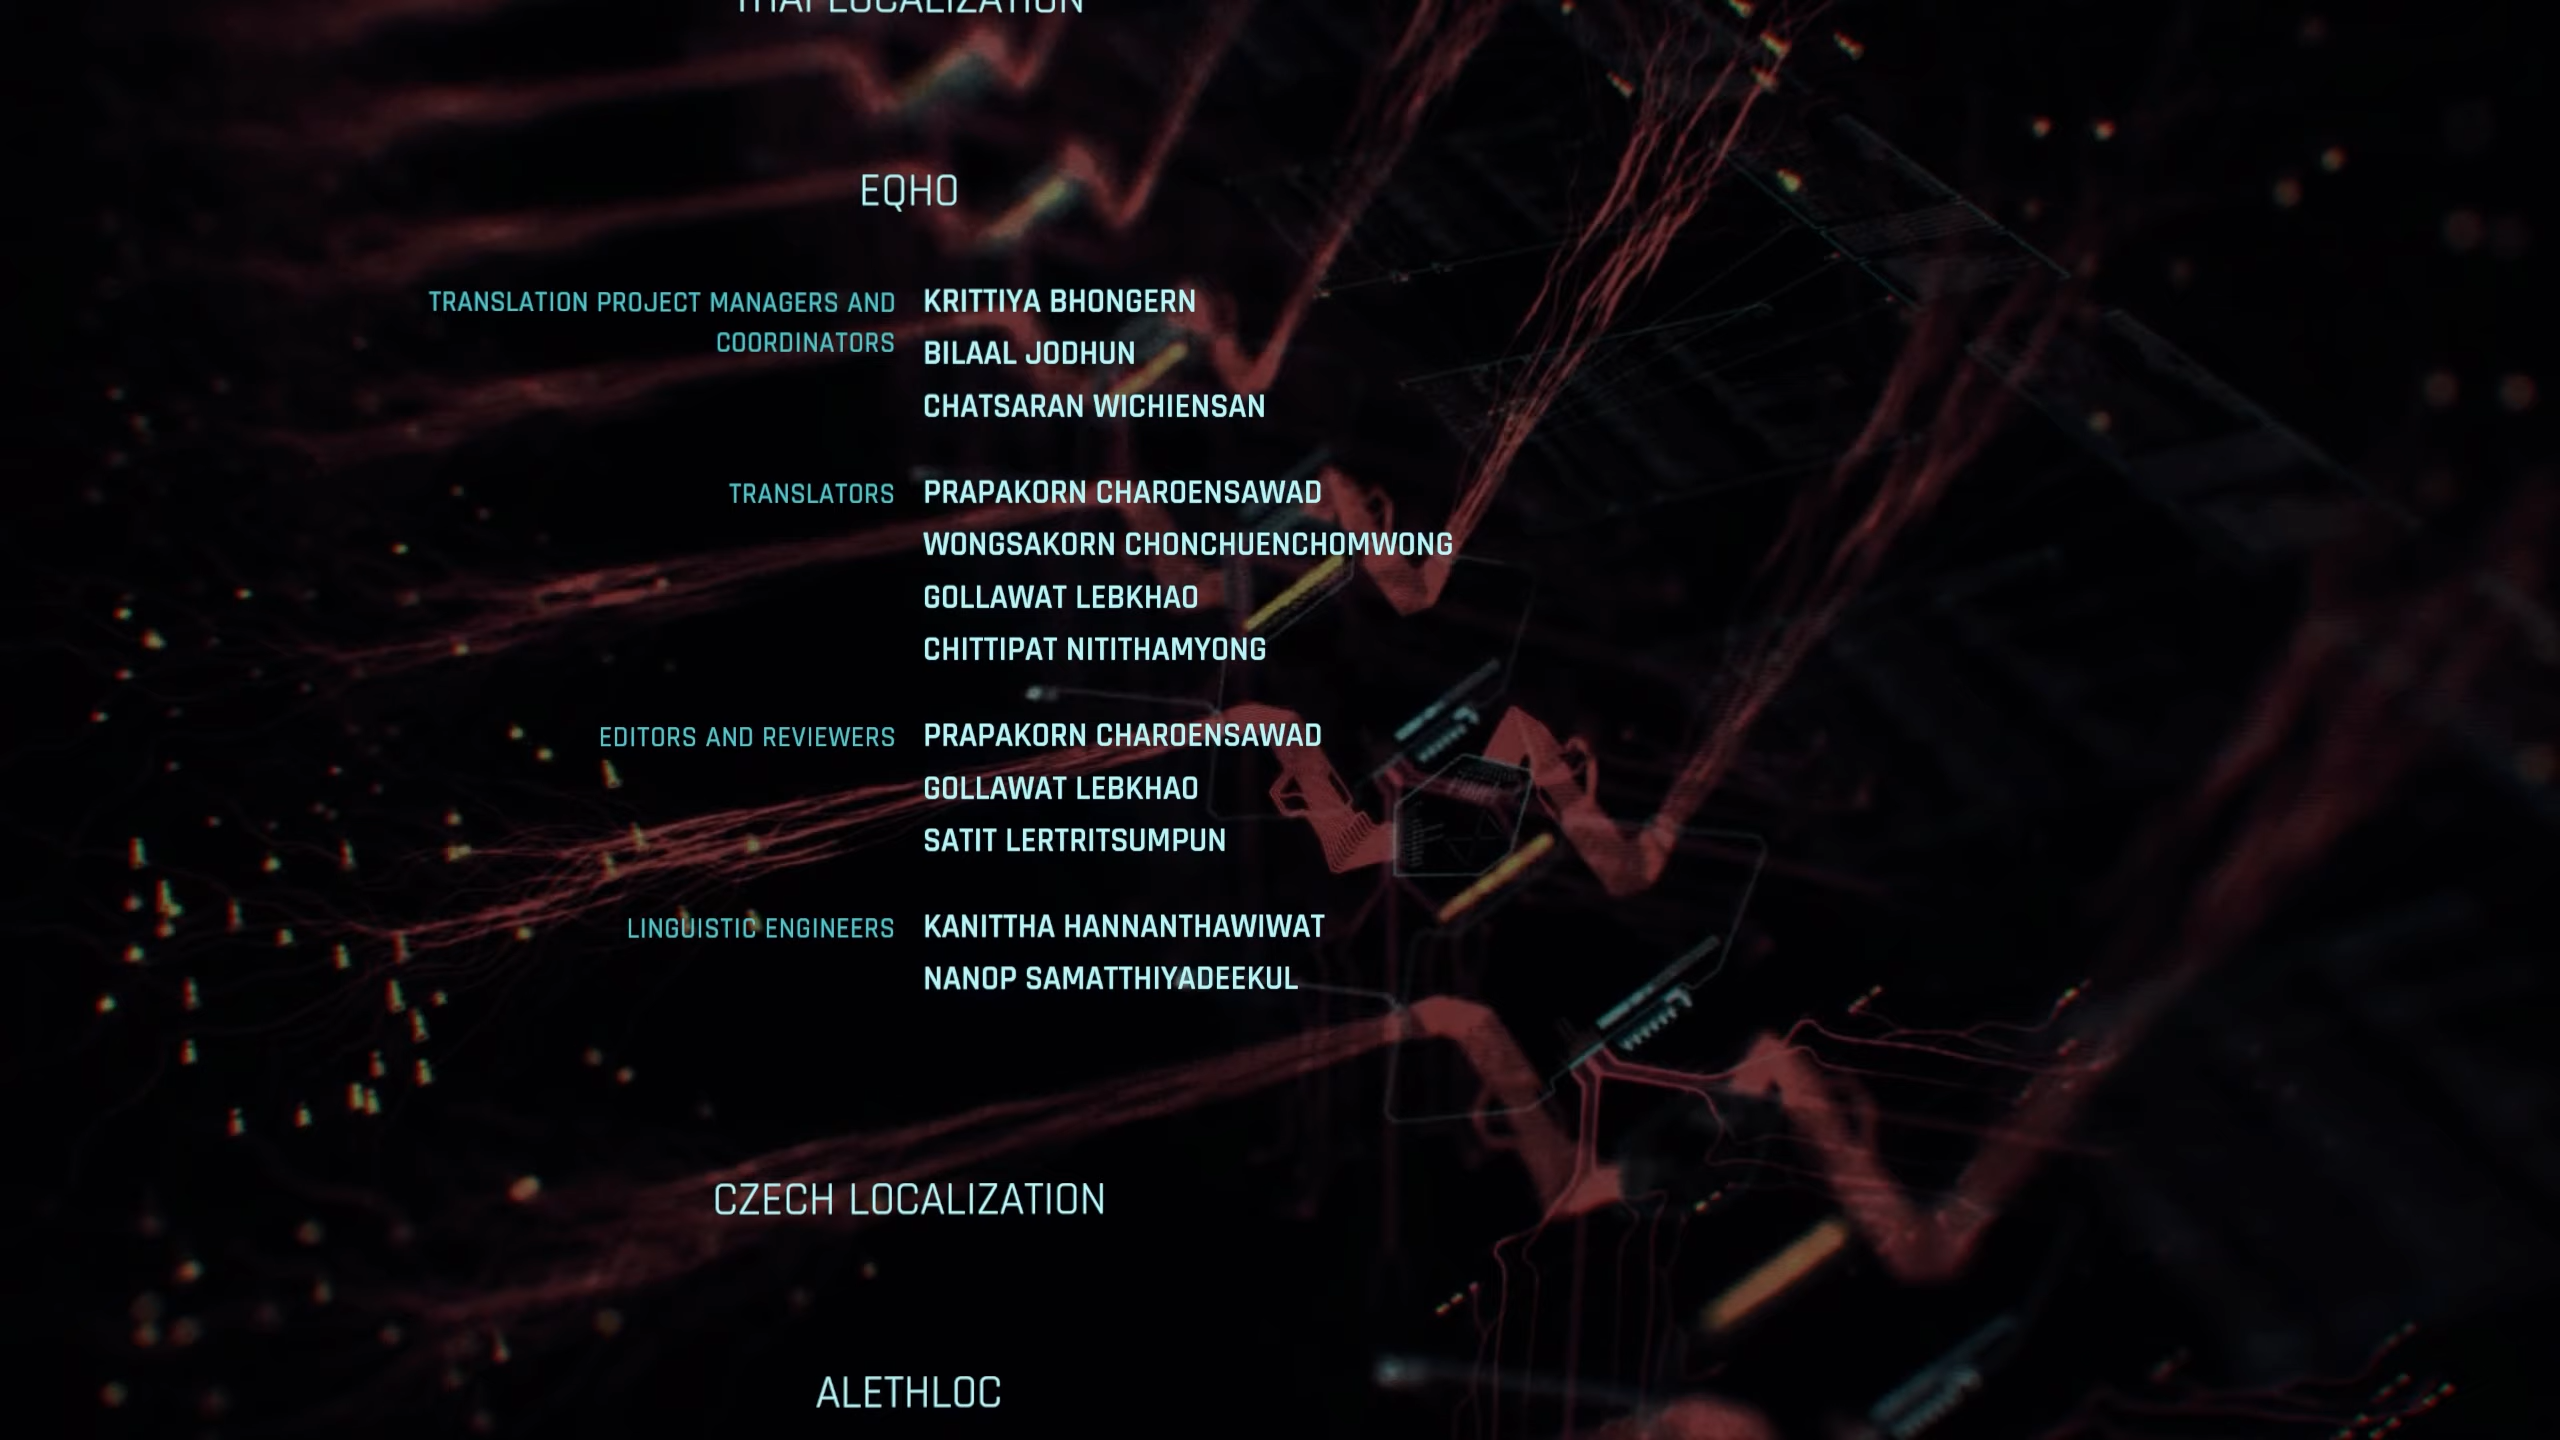 THAI LOCALIZATION
EQHO
TRANSLATION PROJECT MANAGERS AND
COORDINATORS
KRITTIYA BHONGERN
BILAAL JODHUN
CHATSARAN WICHIENSAN
TRANSLATORS
PRAPAKORN CHAROENSAWAD
WONGSAKORN CHONCHUENCHOMWONG
GOLLAWAT LEBKHAO
CHITTIPAT NITITHAMYONG
EDITORS AND REVIEWERS
PRAPAKORN CHAROENSAWAD
GOLLAWAT LEBKHAO
SATIT LERTRITSUMPUN
LINGUISTIC ENGINEERS
KANITTHA HANNANTHAWIWAT
NANOP SAMATTHIYADEEKUL
CZECH LOCALIZATION
ALETHLOC